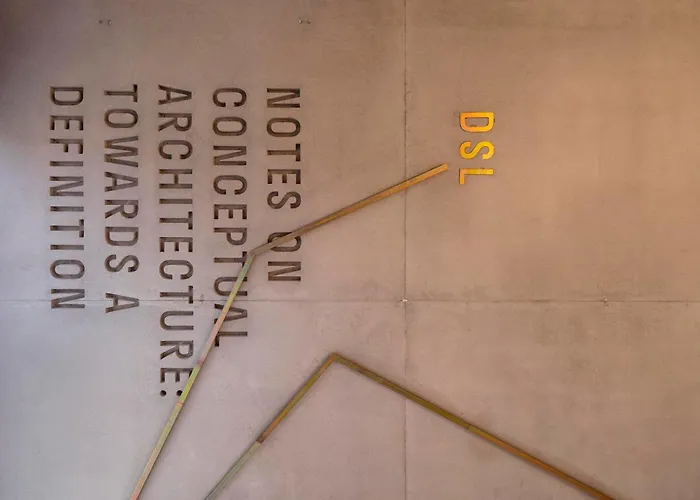 DSL
NOTES ON
CONCEPTUAL
ARCHITECTURE:
TOWARDS A
DEFINITION